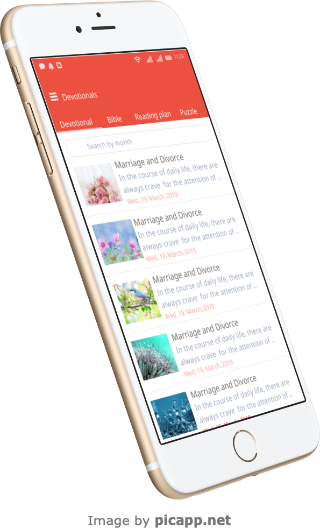 11:26
Devotionals
Devotional Bible Reading plan Puzzle
Search by month
Marriage and Divorce
In the course of daily life, there are
always crave for the attention of ..
Wed, 19, March, 2019
Marriage and Divorce
In the course of daily life, there are
always crave for the attention of ..
Wed, 19, March, 2019
Marriage and Divorce
In the course of daily life, there are
always crave for the attention of ..
Wed, 19, March, 2019
Marriage and Divorce
In the course of daily life, there are
always crave for the attention of ..
Wed, 19, March, 2019
Marriage and Divorce
In the course of daily life, there are
always crave for the attention of ..
Image by picapp.net